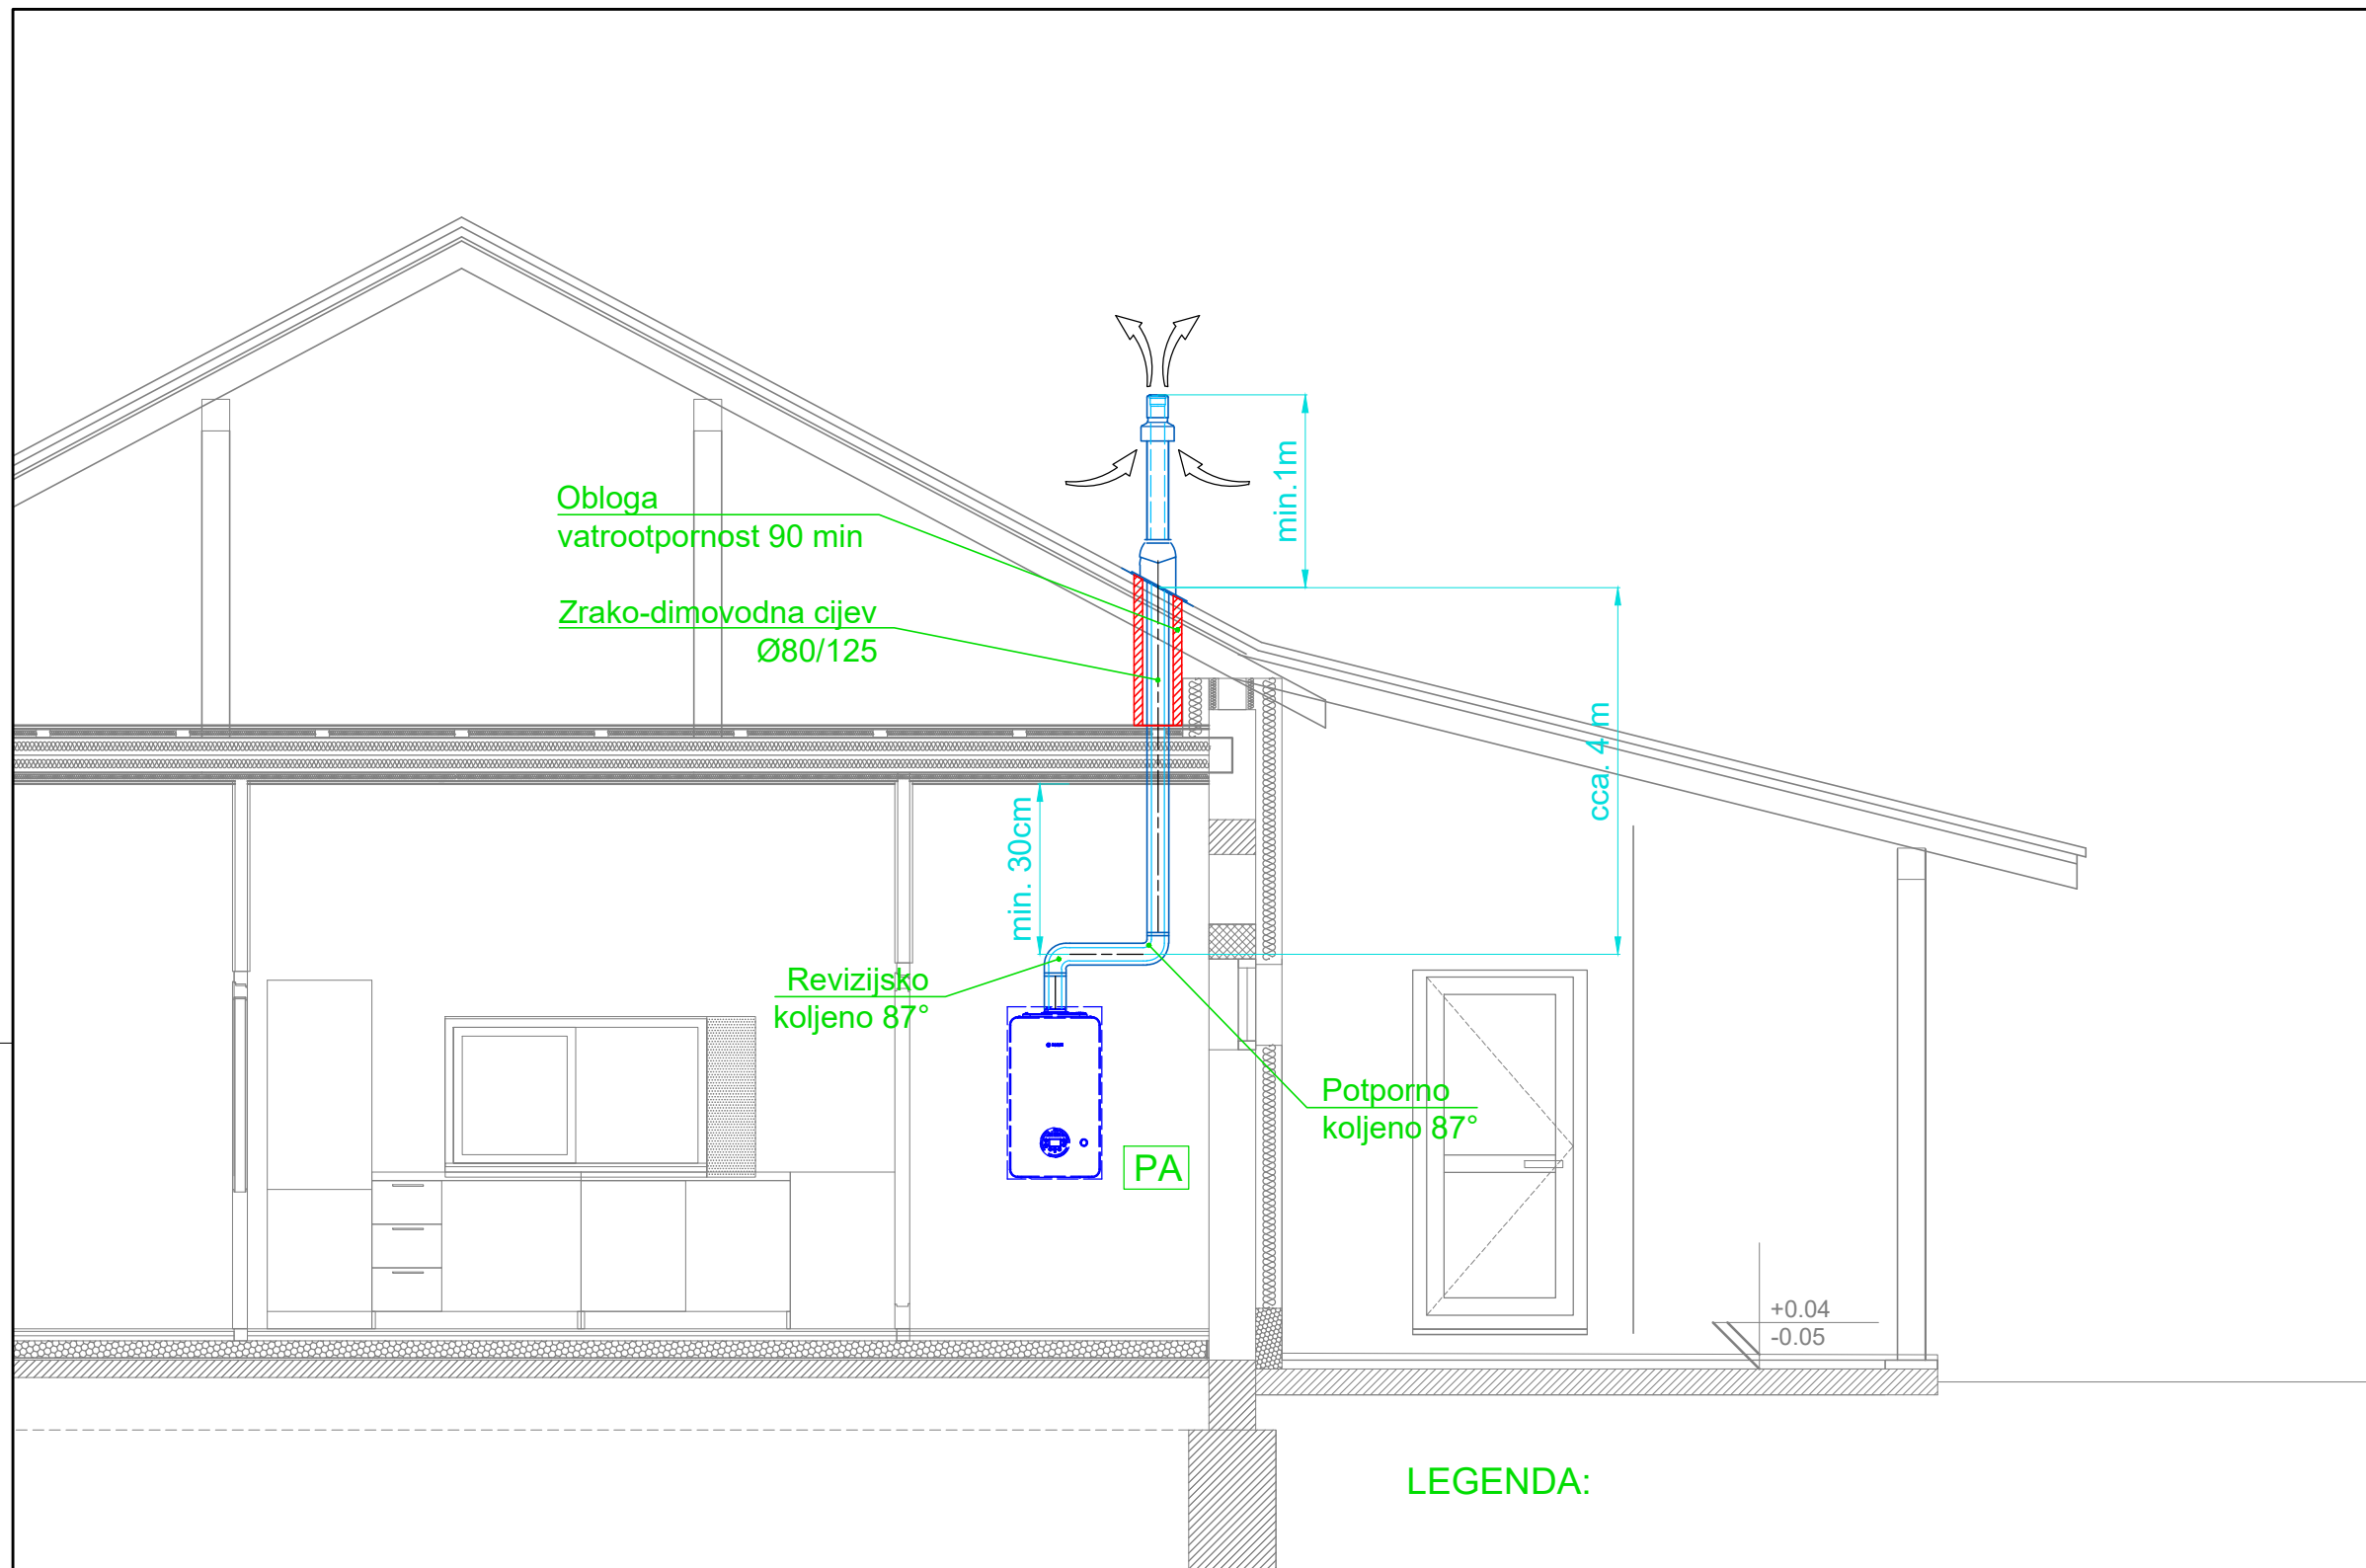 Obloga
vatrootpornost 90 min
Zrako-dimovodna cijev
Ø80/125
min.1m
cca. 4 m
min. 30cm
Revizijsko
koljeno 87°
Potporno
koljeno 87°
PA
+0.04
-0.05
LEGENDA: